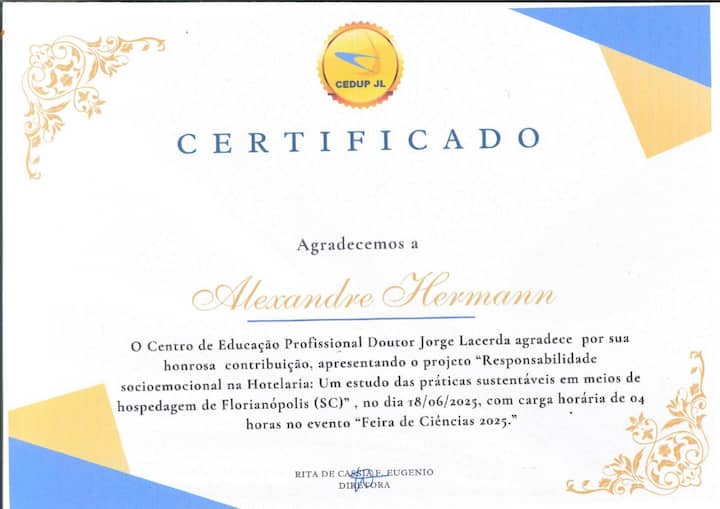 CEDUP JL
CERTIFICADO
Agradecemos a
Alexandre Hermann
O Centro de Educação Profissional Doutor Jorge Lacerda agradece por sua
honrosa contribuição, apresentando o projeto “Responsabilidade
socioemocional na Hotelaria: Um estudo das práticas sustentáveis em meios de
hospedagem de Florianópolis (SC)” , no dia 18/06/2025, com carga horária de 04
horas no evento “Feira de Ciências 2025.”
RITA DE CASSIA F. EUGENIO
DIRETORA